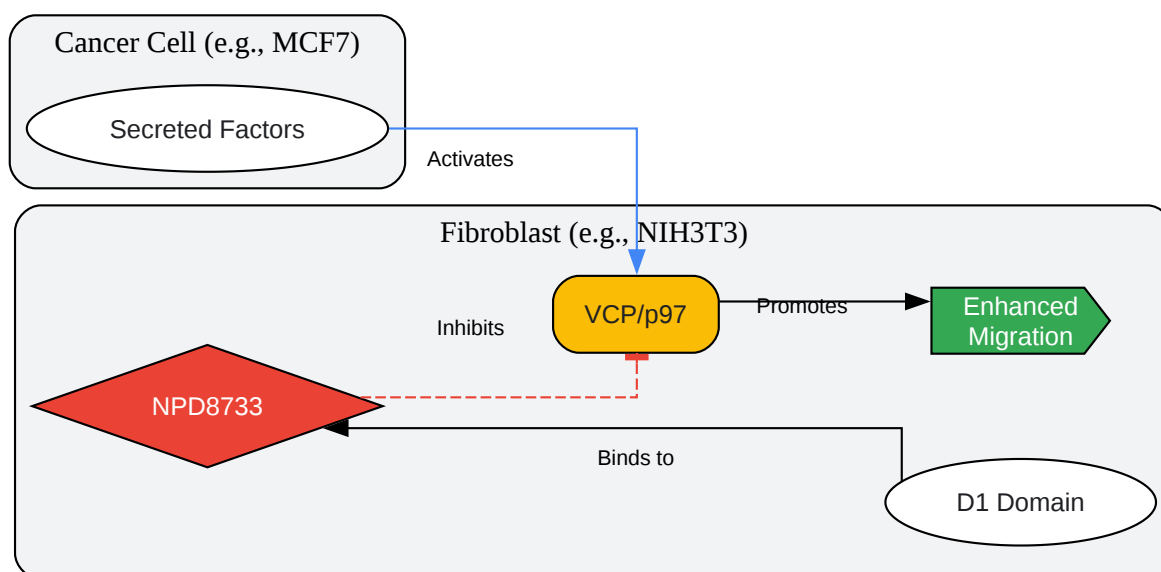 Cancer Cell (e.g., MCF7)
Secreted Factors
Activates
Fibroblast (e.g., NIH3T3)
VCP/p97
Promotes
Enhanced
Migration
Inhibits
NPD8733
Binds to
D1 Domain